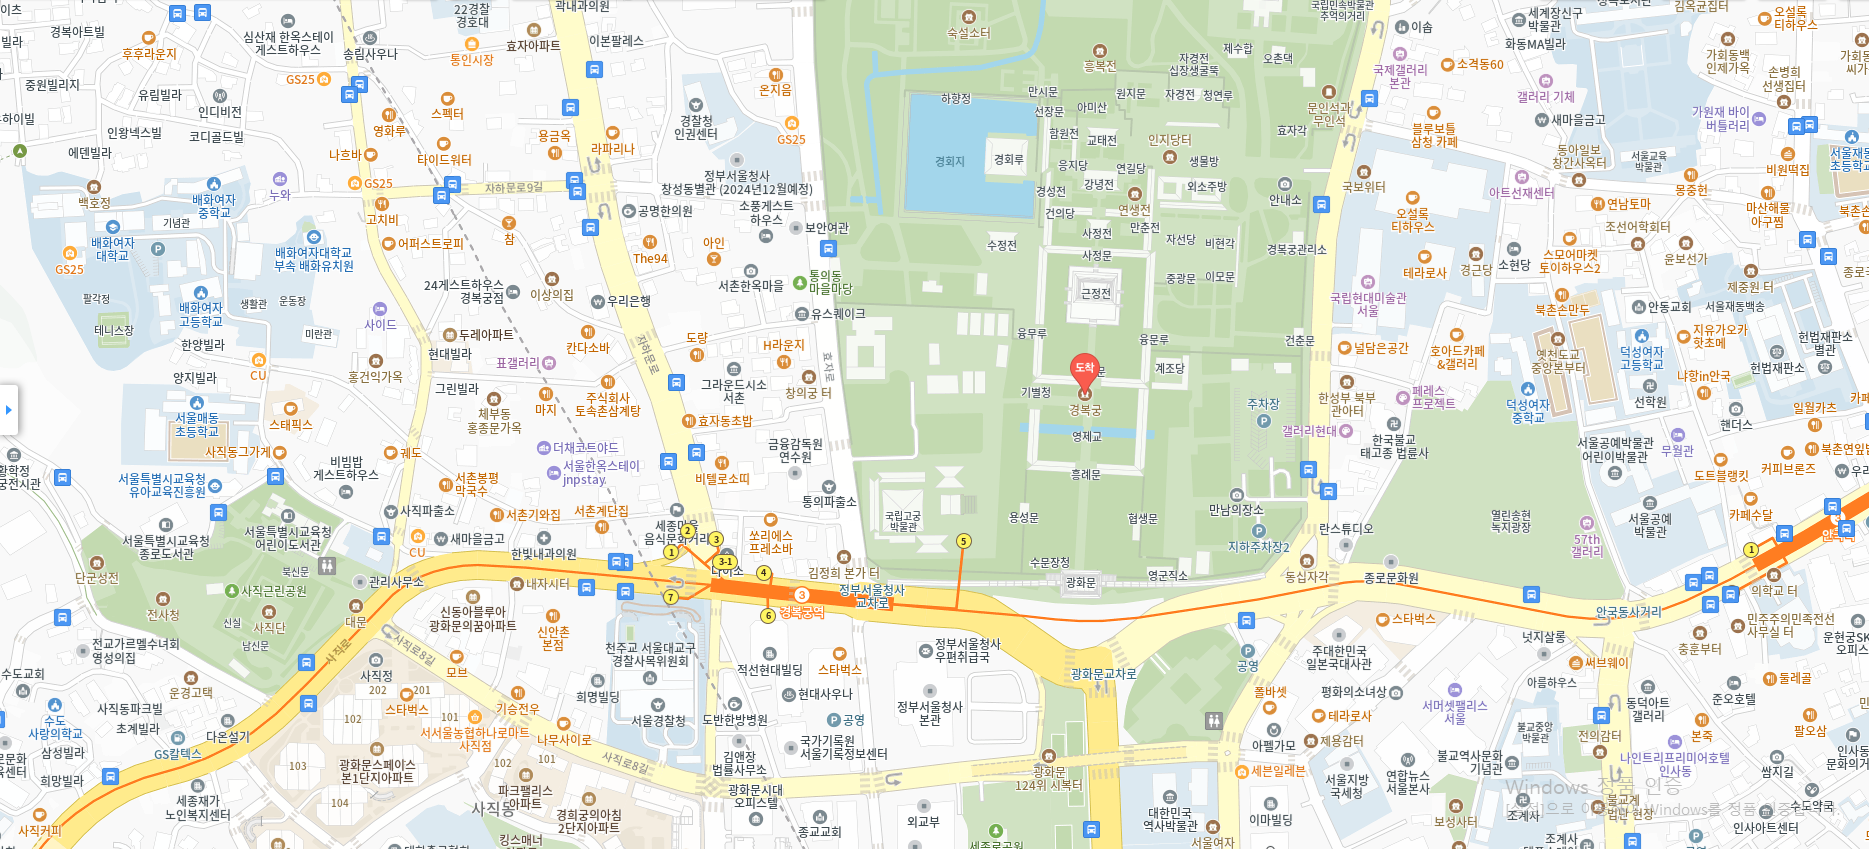 22경찰
경호대
곽내과의원
국립민속박물관
추억의거리
세계장신구
박물관
김옥균집터
오설록
티하우스
경복아트빌
심산재 한옥스테이
게스트하우스
송림사우나
효자아파트
이본팔레스
숙설소터
제수합
이솝
화동MA빌라
후후라운지
통인시장
흥복전
자경전
십장생굴뚝
오촌댁
국제갤러리
본관
소격동60
가회동백
인제가옥
손병희
선생집터
중원빌리지
GS25
유림빌라
인디비전
스펙터
온지음
경찰청
인권센터
하향정
만시문
원지문
자경전
청연루
선장문
아미산
문인석과
무인석
갤러리 기체
가원재 바이
버틀러리
인왕넥스빌
코디골드빌
영화루
용금옥
라파리나
GS25
함원전
교태전
인지당터
효자각
블루보틀
삼청 카페
새마을금고
에덴빌라
나흐바
타이드워터
경회지
경회루
응지당
연길당
생물방
동아일보
창간사옥터
서울교육
박물관
비원떡집
정부서울청사
창성동별관 (2024년12월예정)
GS25
자하문로9길
경성전
강녕전
외소주방
안내소
국보위터
아트선재센터
몽중헌
백호정
배화여자
중학교
누와
고치비
공명한의원
소풍게스트
하우스
보안여관
건의당
연생전
만춘전
오설록
티하우스
연남토마
마산해물
아구찜
기념관
참
아인
The94
수정전
사정전
자선당
비현각
경복궁관리소
조선어학회터
배화여자
대학교
배화여자대학교
부속 배화유치원
어퍼스트로피
사정문
테라로사
경근당
소현당
스모어마켓
토이하우스2
윤보선가
GS25
24게스트하우스
경복궁점
이상의집
서촌한옥마을
통의동
마을마당
중광문
이모문
제중원 터
팔각정
배화여자
고등학교
생활관
운동장
우리은행
근정전
국립현대미술관
서울
북촌손만두
안동교회
서울재동백송
테니스장
미란관
사이드
유스퀘이크
한양빌라
두레아파트
칸다소바
도량
H라운지
융무루
융문루
건춘문
널담은공간
호아드카페
&갤러리
옛천도교
중앙본부터
덕성여자
고등학교
지유가오카
핫초메
헌법재판소
별관
현대빌라
표갤러리
자하문로
효자로
계조당
CU
양지빌라
홍건익가옥
그린빌라
그라운드시소
서촌
창의궁 터
도착
기별청
경복궁
한성부 북부
관아터
페레스
프로젝트
덕성여자
중학교
냐항in안국
선학원
헌법재판소
일월카츠
서울매동
초등학교
스태픽스
체부동
홍종문가옥
마지
주식회사
토속촌삼계탕
효자동초밥
주차장
갤러리현대
핸더스
영제교
흥례문
한국불교
태고종 법륜사
서울공예박물관
어린이박물관
무월관
북촌연잎밥
사직동그가게
궤도
더채코트야드
금융감독원
연수원
비빔밥
게스트하우스
서울한옥스테이
jnpstay.
비텔로소띠
도트블랭킷
커피브론즈
서울특별시교육청
유아교육진흥원
서촌봉평
막국수
통의파출소
만남의장소
카페수달
사직파출소
서촌기와집
서촌계단집
세종마을
음식문화거리
쏘리에스
프레소바
국립고궁
박물관
용성문
협생문
란스튜디오
열린송현
녹지광장
서울공예
박물관
서울특별시교육청
종로도서관
서울특별시교육청
어린이도서관
새마을금고
CU
한빛내과의원
1
2
3
3-1
4
5
6
7
지하주차장2
57th
갤러리
1
단군성전
북신문
관리사무소
내자시터
김정희 본가 터
정부서울청사
교차로
수문장청
광화문
영군직소
동십자각
종로문화원
의학교 터
사직근린공원
3
경복궁역
안국동사거리
전사청
신실
사직단
대문
신동아블루아
광화문의꿈아파트
신안촌
본점
스타벅스
민주주의민족전선
사무실 터
전교가르멜수녀회
영성의집
남신문
사직로
사직로8길
천주교 서울대교구
경찰사목위원회
적선현대빌딩
스타벅스
정부서울청사
우편취급국
주대한민국
일본국대사관
넛지살롱
충훈부터
수도교회
사직정
모브
광화문교차로
공영
써브웨이
둘레골
운경고택
202
201
스타벅스
기승전우
희명빌딩
현대사우나
폴바셋
평화의소녀상
아름하우스
준오호텔
사직동파크빌
102
101
서울경찰청
도반한방병원
공영
정부서울청사
본관
테라로사
서머셋팰리스
서울
동덕아트
갤러리
수도
사랑의학교
초계빌라
다온설기
서서울농협하나로마트
사직점
나무사이로
아펠가모
제용감터
불교중앙
박물관
본죽
팔오삼
GS칼텍스
국가기록원
서울기록정보센터
전의감터
삼성빌라
103
광화문스페이스
본1단지아파트
102
101
사직로8길
김앤장
법률사무소
광화문
124위 시복터
세븐일레븐
서울지방
국세청
연합뉴스
서울본사
불교역사문화
기념관
나인트리프리미어호텔
인사동
쌈지길
희망빌라
104
파크팰리스
아파트
광화문시대
오피스텔
세종재가
노인복지센터
사직동
경희궁의아침
2단지아파트
종교교회
외교부
대한민국
역사박물관
이마빌딩
보성사터
조계사
수도약국
인사아트센터
사직커피
킹스매너
세종로공원
서울여자
조계사
Windows 정품 인증